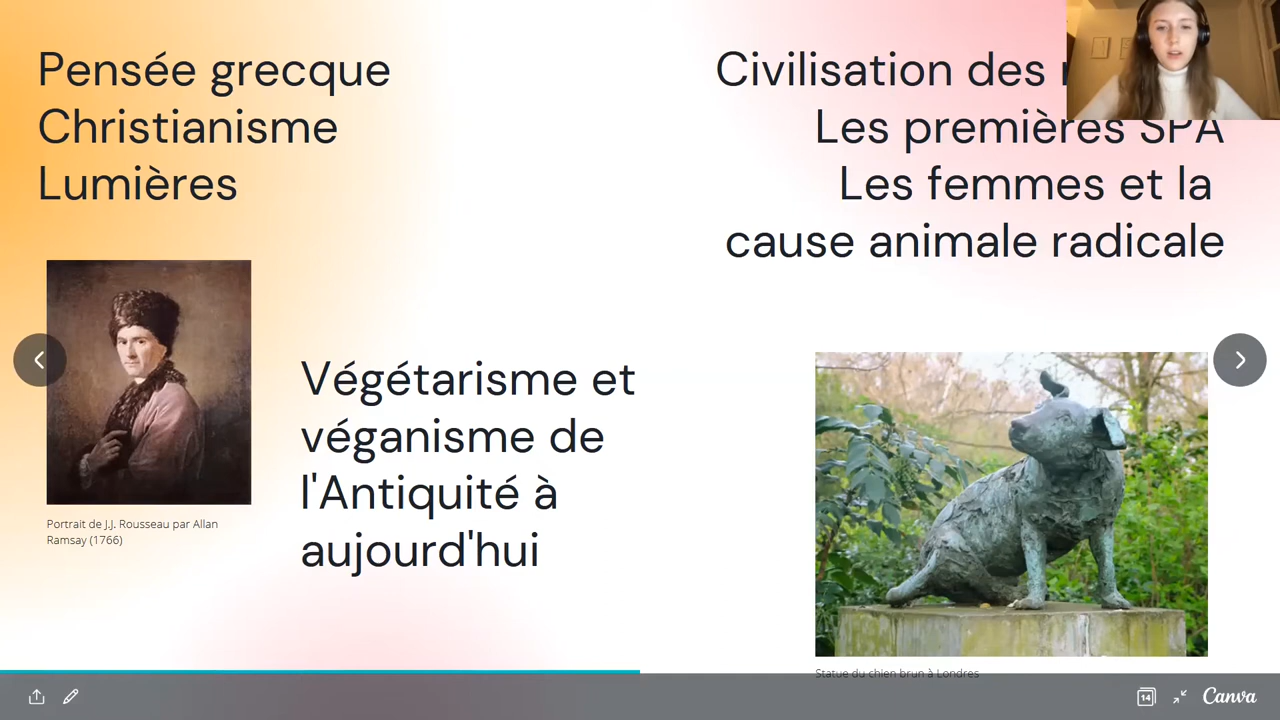 Pensée grecque
Christianisme
Lumières
Civilisation des
Les premières SPA
Les femmes et la
cause animale radicale
Portrait de J.J. Rousseau par Allan
Ramsay (1766)
Végétarisme et
véganisme de
l'Antiquité à
aujourd'hui
Statue du chien brun à Londres
14
Canva